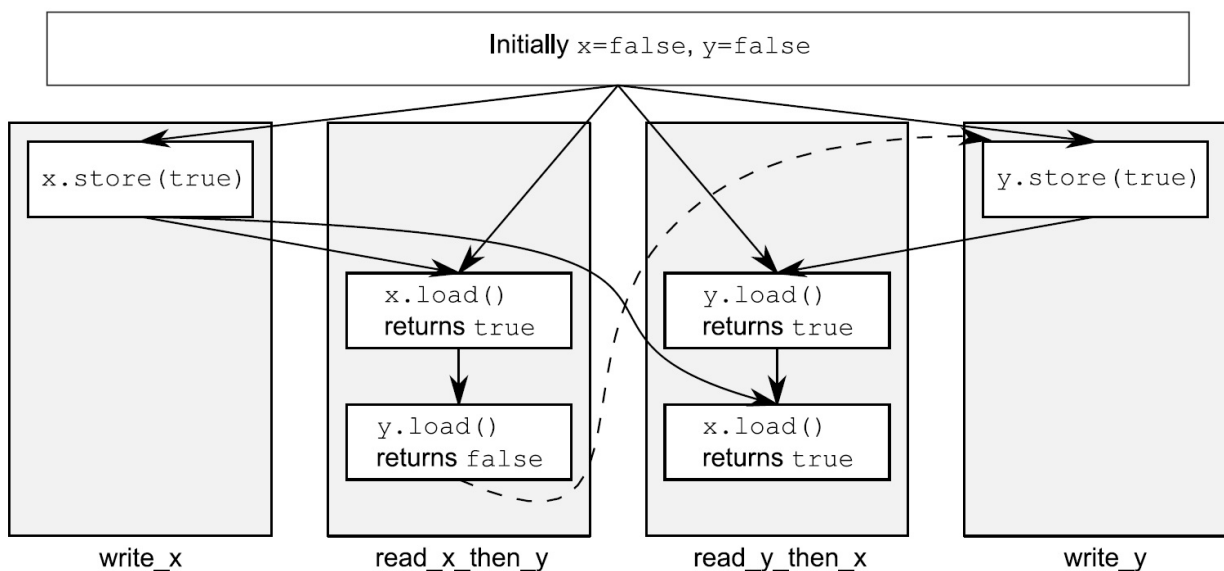 Initially x=false, y=false
x.store(true)
y.store(true)
x.load()
returns true
y.load()
returns true
y.load()
returns false
x.load()
returns true
write_x
read_x_then_y
read_y_then_x
write_y